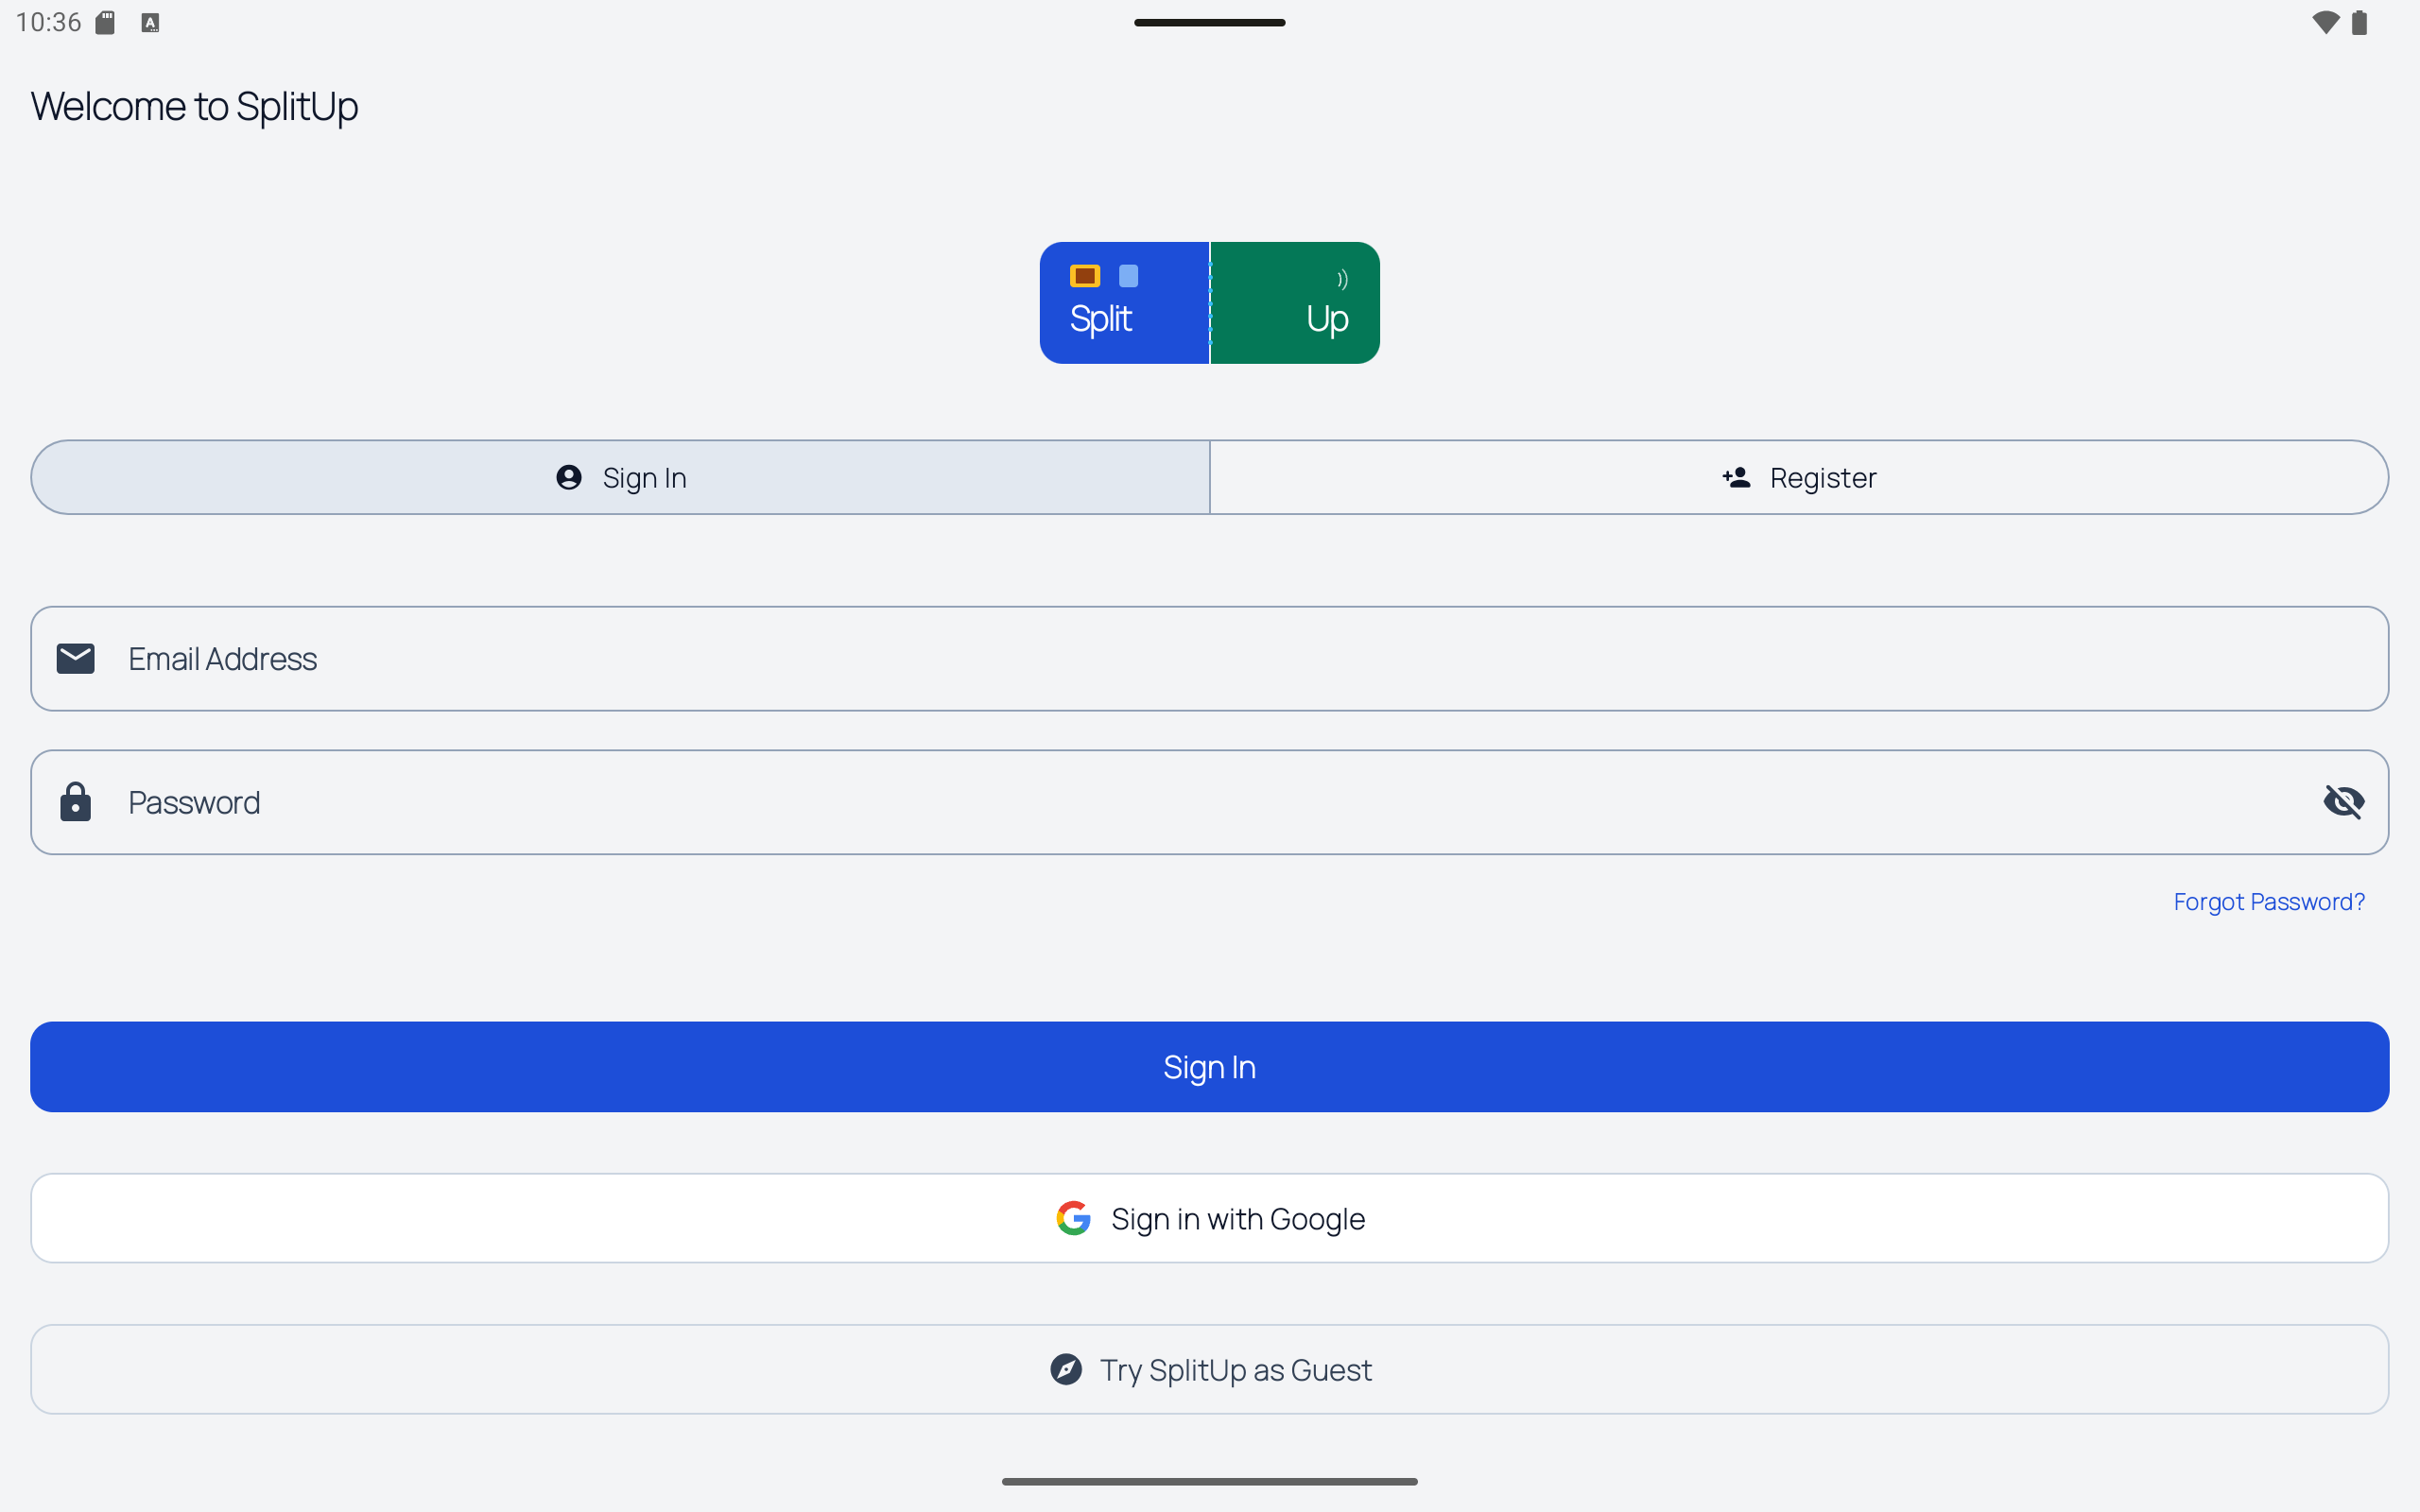 10:36
Welcome to SplitUp
Split Up
Sign In Register
Email Address
Password
Forgot Password?
Sign In
Sign in with Google
Try SplitUp as Guest